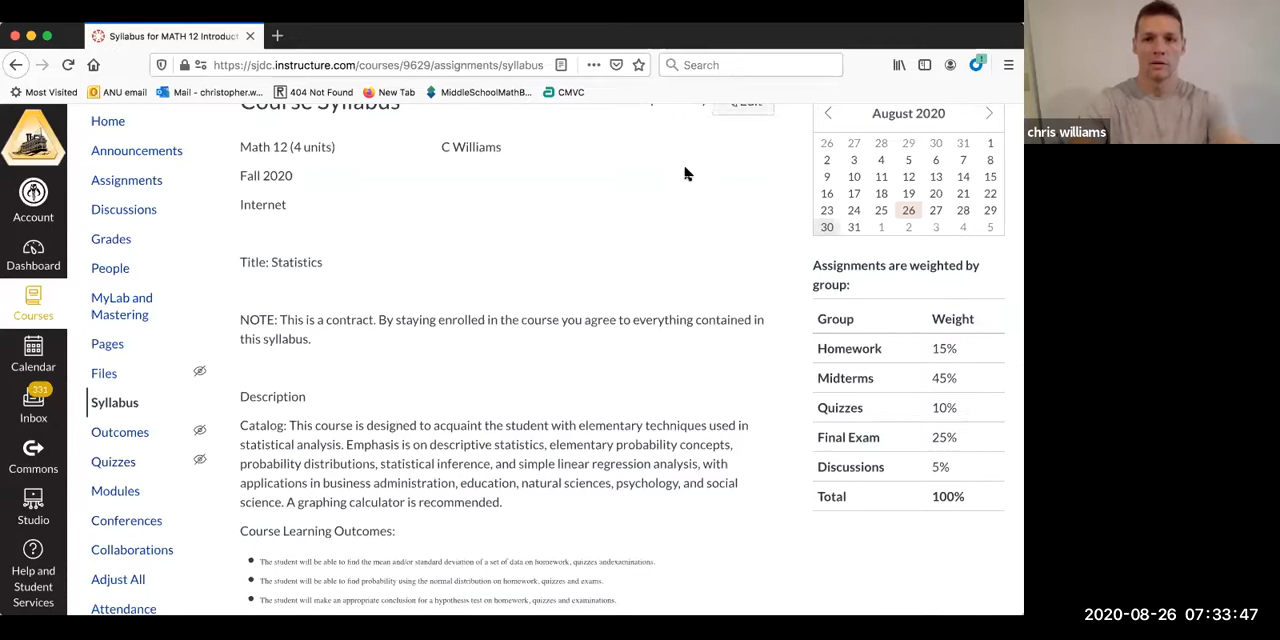 Syllabus for MATH 12 Introduct
https://sjdc.instructure.com/courses/9629/assignments/syllabus
Search
Most Visited
ANU email
Mail - christopher.w...
404 Not Found
New Tab
MiddleSchoolMathB...
CMVC
Account
Dashboard
Courses
Calendar
331
Inbox
Commons
Studio
Help and
Student
Services
Home
Announcements
Assignments
Discussions
Grades
People
MyLab and
Mastering
Pages
Files
Syllabus
Outcomes
Quizzes
Modules
Conferences
Collaborations
Adjust All
Attendance
Course Syllabus
Edit
Math 12 (4 units) C Williams
Fall 2020
Internet
Title: Statistics
NOTE: This is a contract. By staying enrolled in the course you agree to everything contained in
this syllabus.
Description
Catalog: This course is designed to acquaint the student with elementary techniques used in
statistical analysis. Emphasis is on descriptive statistics, elementary probability concepts,
probability distributions, statistical inference, and simple linear regression analysis, with
applications in business administration, education, natural sciences, psychology, and social
science. A graphing calculator is recommended.
Course Learning Outcomes:
The student will be able to find the mean and/or standard deviation of a set of data on homework, quizzes andexaminations.
The student will be able to find probability using the normal distribution on homework, quizzes and exams.
The student will make an appropriate conclusion for a hypothesis test on homework, quizzes and examinations.
August 2020
26 27 28 29 30 31 1
2 3 4 5 6 7 8
9 10 11 12 13 14 15
16 17 18 19 20 21 22
23 24 25 26 27 28 29
30 31 1 2 3 4 5
Assignments are weighted by
group:
Group Weight
Homework 15%
Midterms 45%
Quizzes 10%
Final Exam 25%
Discussions 5%
Total 100%
chris williams
2020-08-26 07:33:47